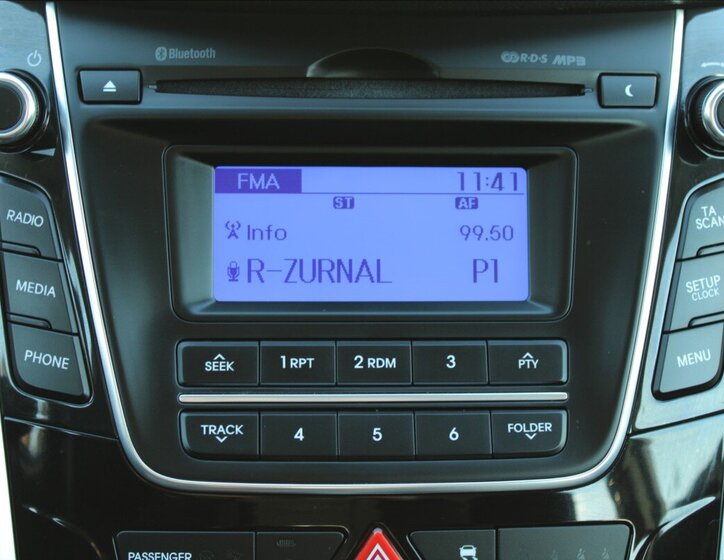 Bluetooth
R·D·S MP3
FMA 11:41
ST AF
Info 99.50
R-ZURNAL P1
RADIO
MEDIA
PHONE
TA
SCAN
SETUP
CLOCK
MENU
SEEK 1 RPT 2 RDM 3 PTY
TRACK 4 5 6 FOLDER
PASSENGER